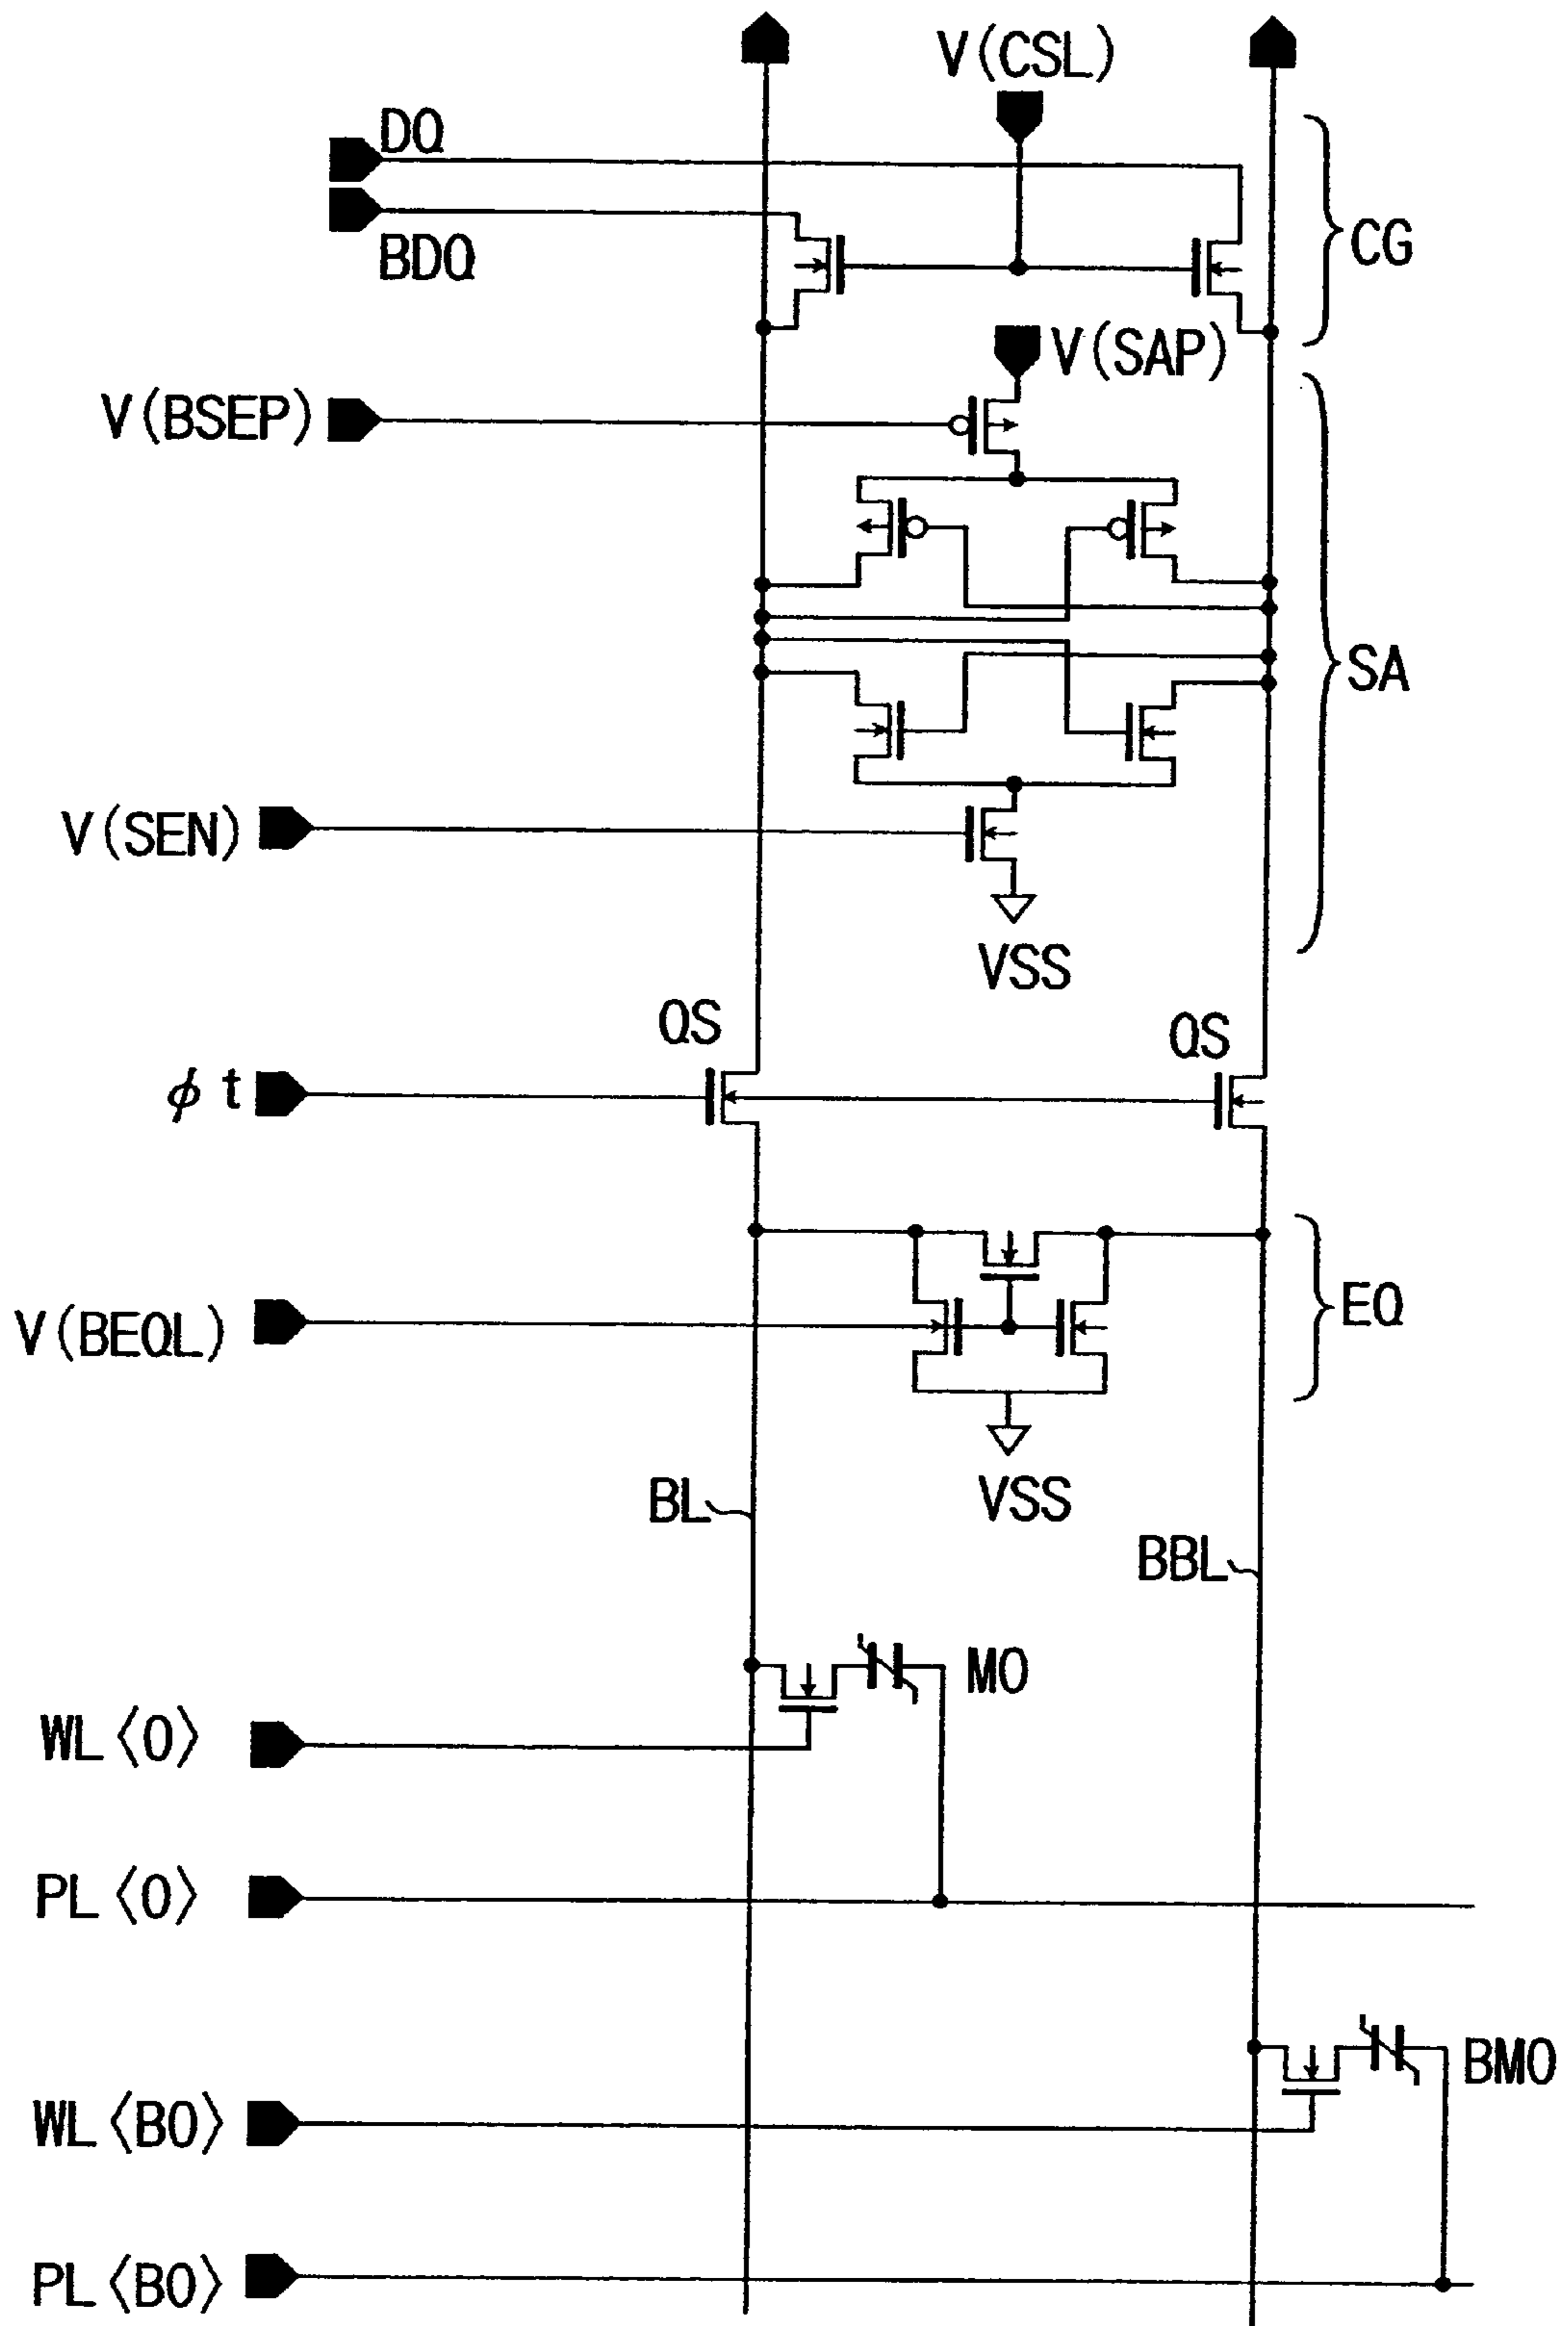 V(CSL)
DQ
BDQ
CG
V(SAP)
V(BSEP)
SA
V(SEN)
VSS
QS
QS
φt
EQ
V(BEQL)
VSS
BL
BBL
M0
WL〈0〉
PL〈0〉
BM0
WL〈B0〉
PL〈B0〉